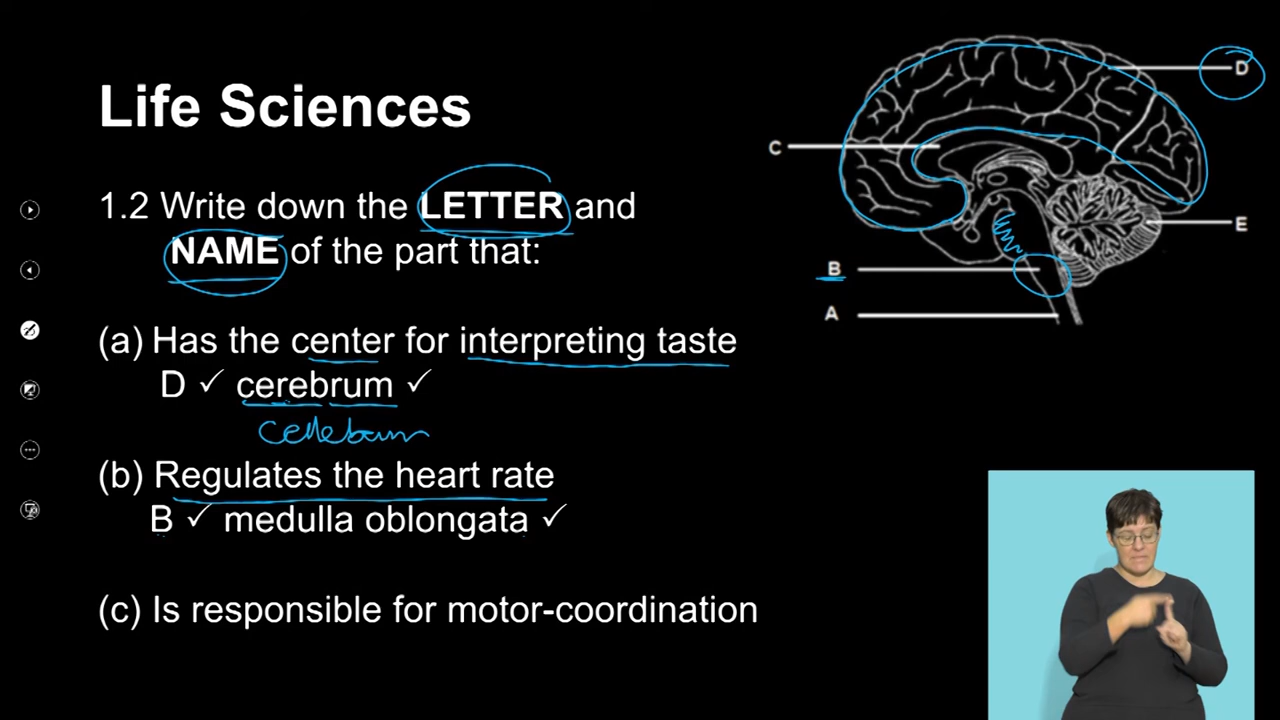 Life Sciences
1.2 Write down the LETTER and
NAME of the part that:
(a) Has the center for interpreting taste
D ✓ cerebrum ✓
(b) Regulates the heart rate
B ✓ medulla oblongata ✓
(c) Is responsible for motor-coordination
D
C
E
B
A